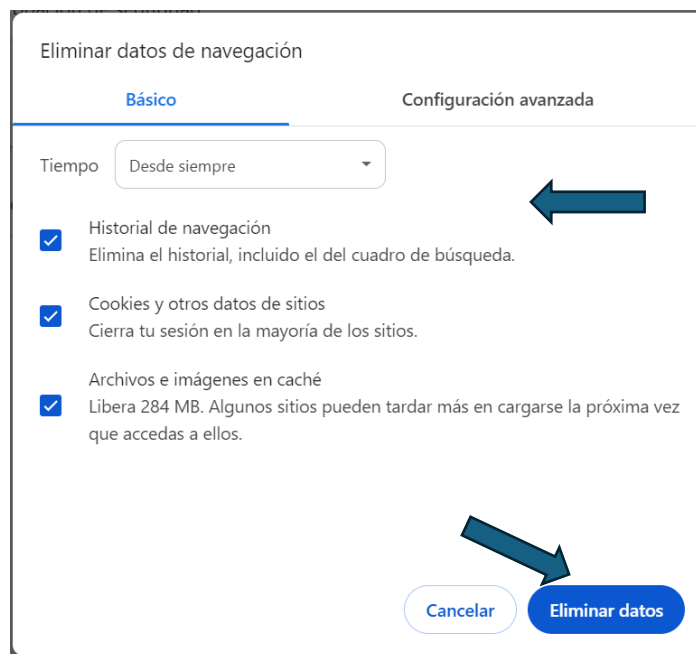 Eliminar datos de navegación
Básico
Configuración avanzada
Tiempo
Desde siempre
Historial de navegación
Elimina el historial, incluido el del cuadro de búsqueda.
Cookies y otros datos de sitios
Cierra tu sesión en la mayoría de los sitios.
Archivos e imágenes en caché
Libera 284 MB. Algunos sitios pueden tardar más en cargarse la próxima vez
que accedas a ellos.
Cancelar
Eliminar datos